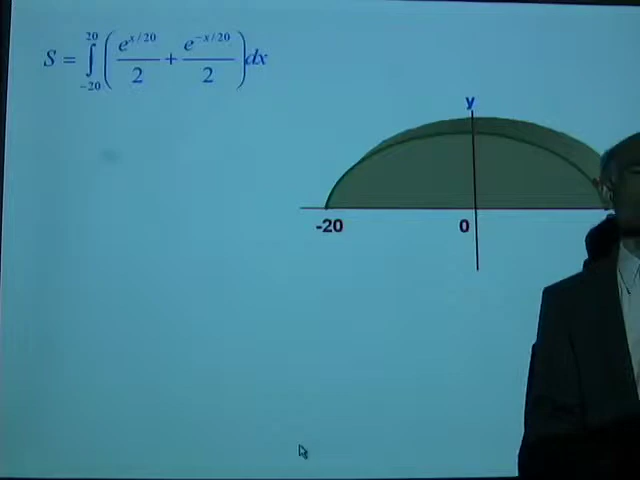 S = ∫_{-20}^{20} ( e^{x/20}/2 + e^{-x/20}/2 ) dx
y
-20 0